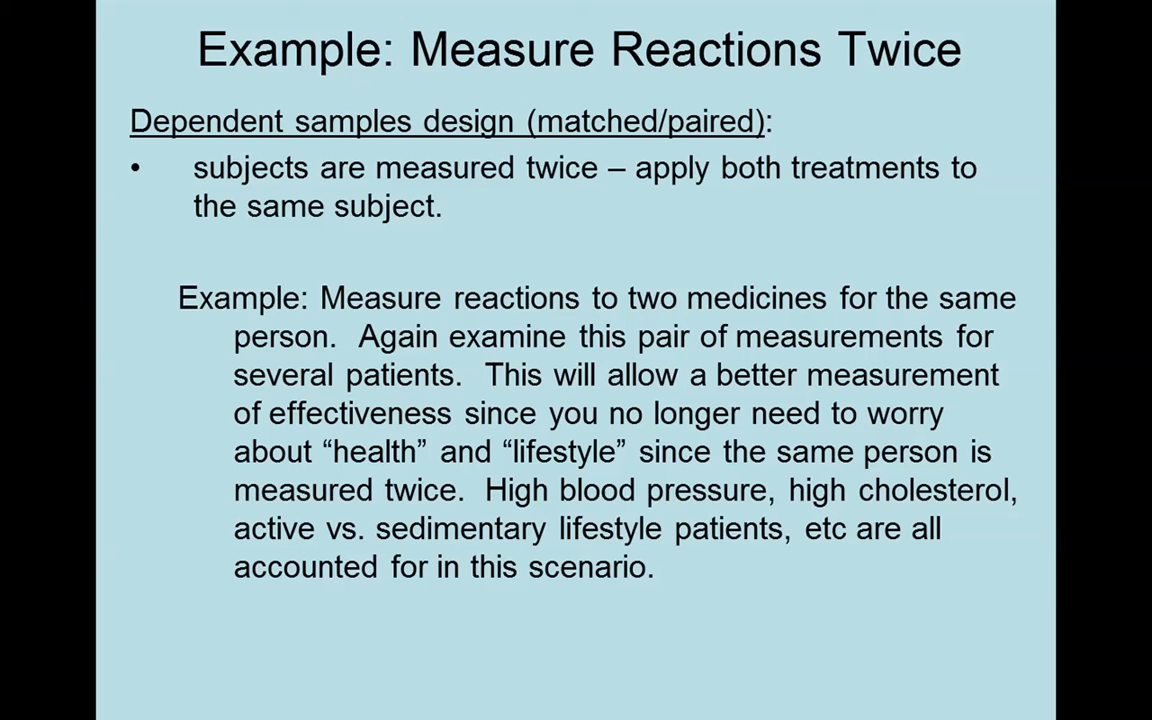 Example: Measure Reactions Twice
Dependent samples design (matched/paired):
• subjects are measured twice – apply both treatments to
the same subject.
Example: Measure reactions to two medicines for the same
person. Again examine this pair of measurements for
several patients. This will allow a better measurement
of effectiveness since you no longer need to worry
about “health” and “lifestyle” since the same person is
measured twice. High blood pressure, high cholesterol,
active vs. sedimentary lifestyle patients, etc are all
accounted for in this scenario.